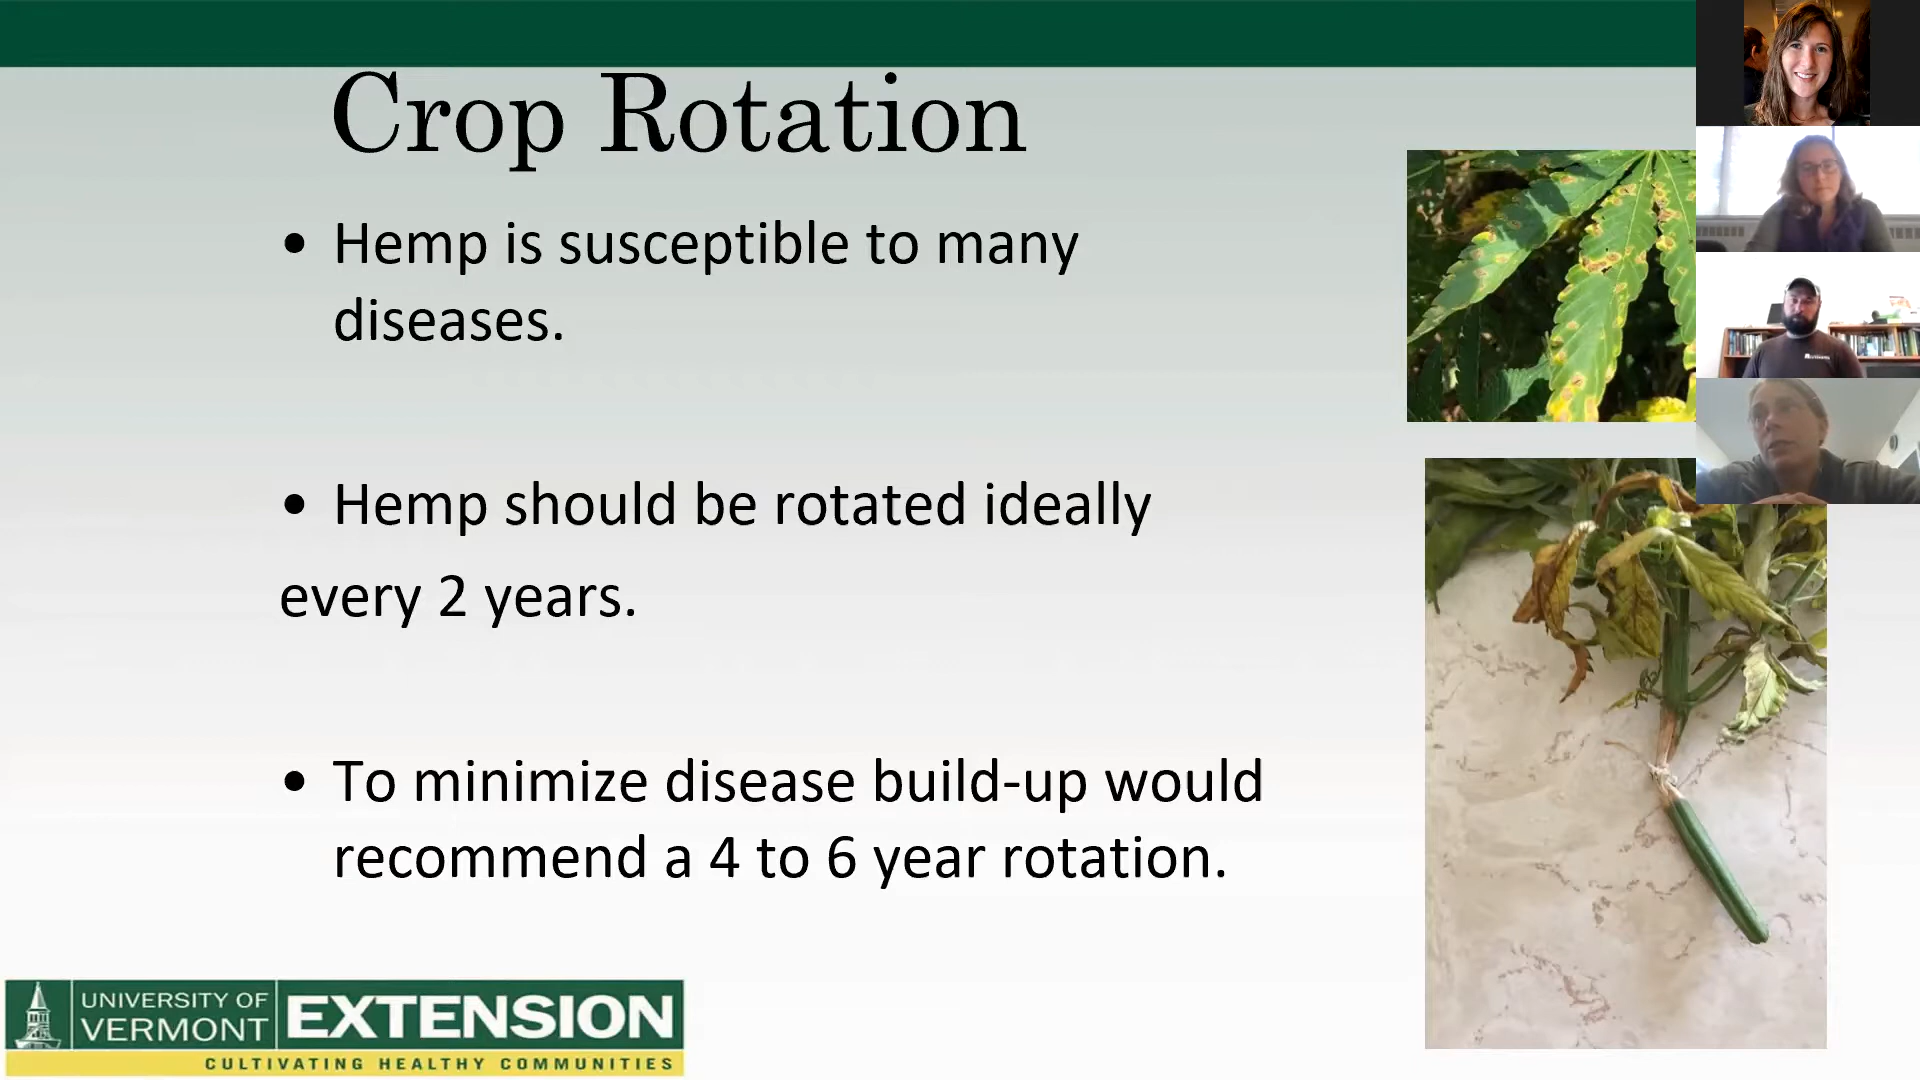 Crop Rotation
• Hemp is susceptible to many
diseases.
• Hemp should be rotated ideally
every 2 years.
• To minimize disease build-up would
recommend a 4 to 6 year rotation.
UNIVERSITY OF
VERMONT
EXTENSION
CULTIVATING HEALTHY COMMUNITIES